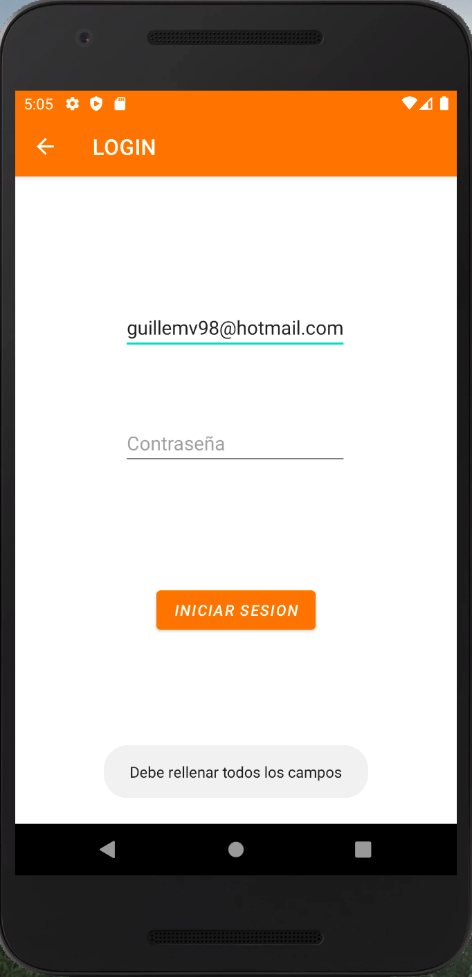 5:05
LOGIN
guillemv98@hotmail.com
Contraseña
INICIAR SESION
Debe rellenar todos los campos